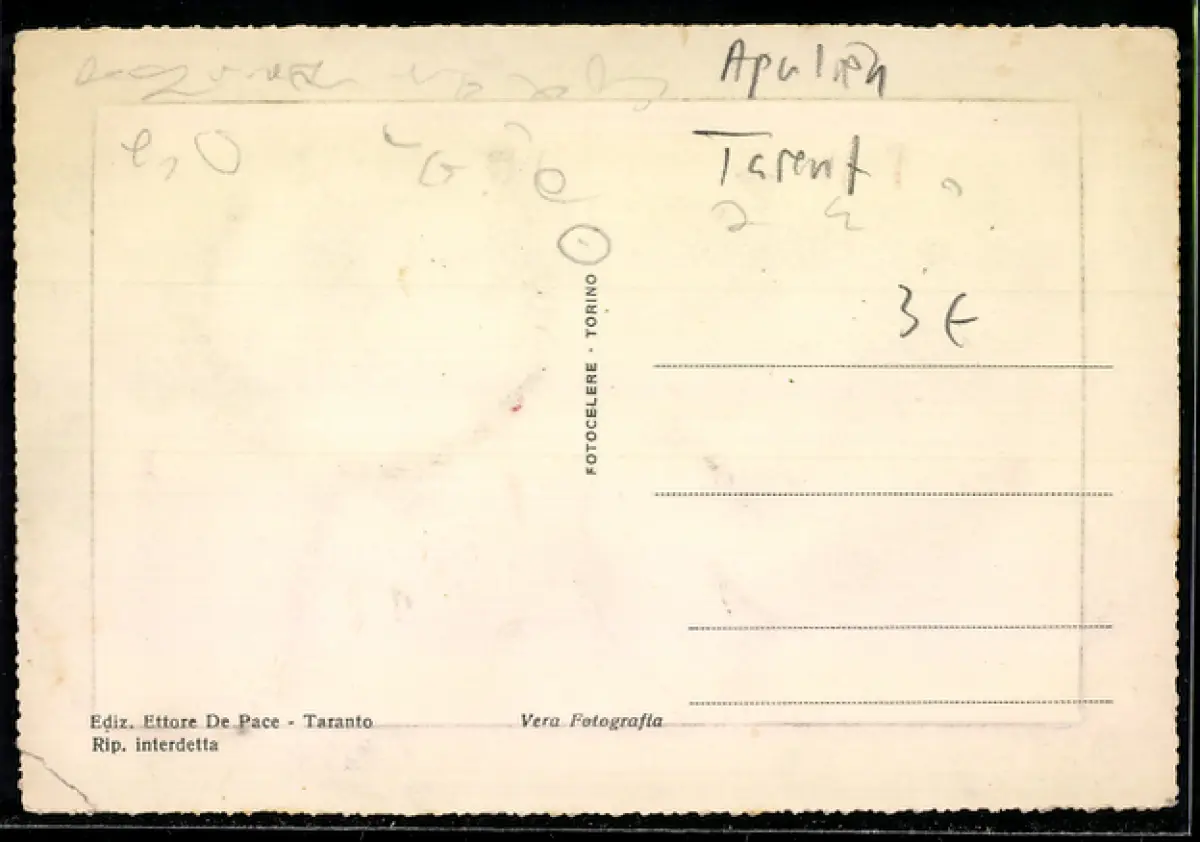 Apulien
Tarent
3 €
FOTOCELERE - TORINO
Ediz. Ettore De Pace - Taranto
Vera Fotografia
Rip. interdetta